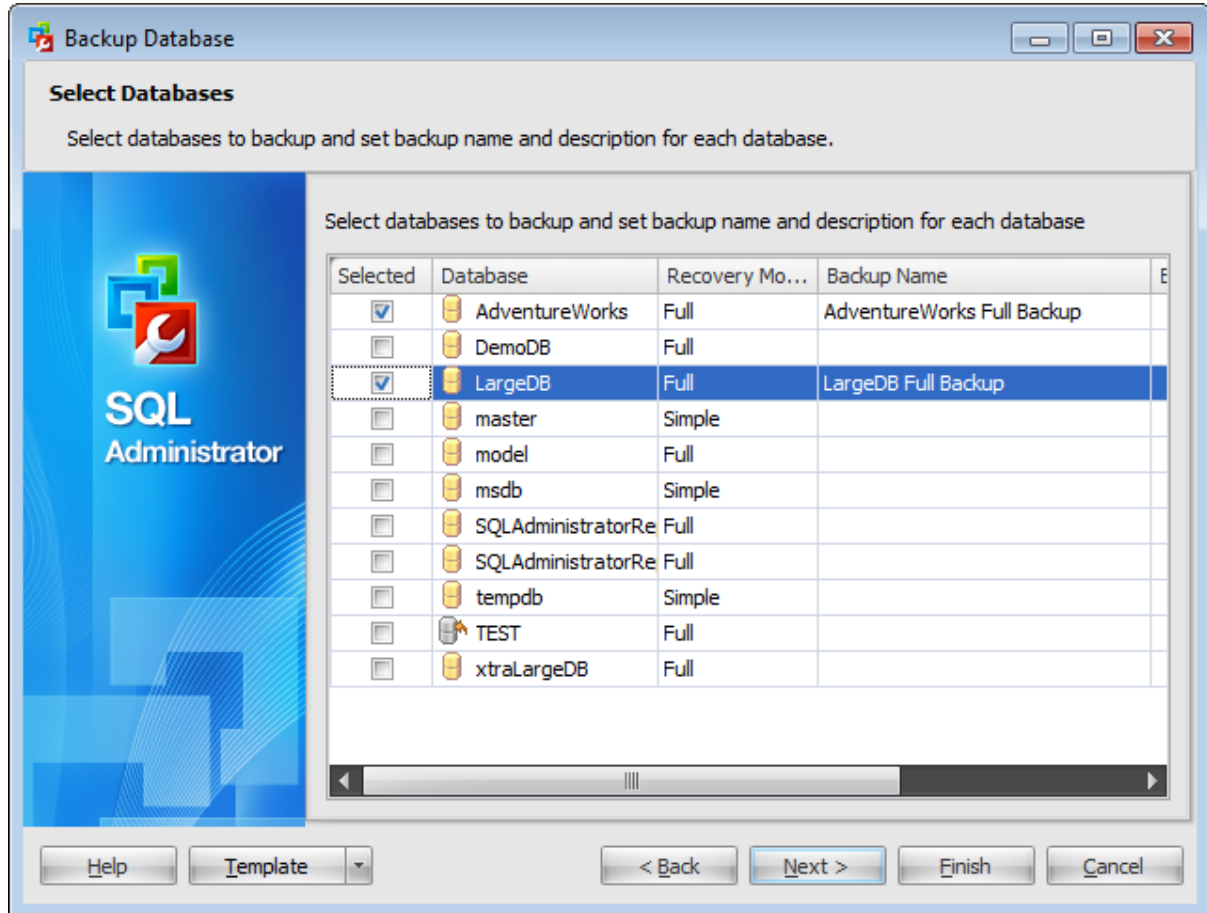 Backup Database
Select Databases
Select databases to backup and set backup name and description for each database.
SQL
Administrator
Select databases to backup and set backup name and description for each database
Selected Database Recovery Mo... Backup Name
AdventureWorks Full AdventureWorks Full Backup
DemoDB Full
LargeDB Full LargeDB Full Backup
master Simple
model Full
msdb Simple
SQLAdministratorRe Full
SQLAdministratorRe Full
tempdb Simple
TEST Full
xtraLargeDB Full
Help Template < Back Next > Finish Cancel